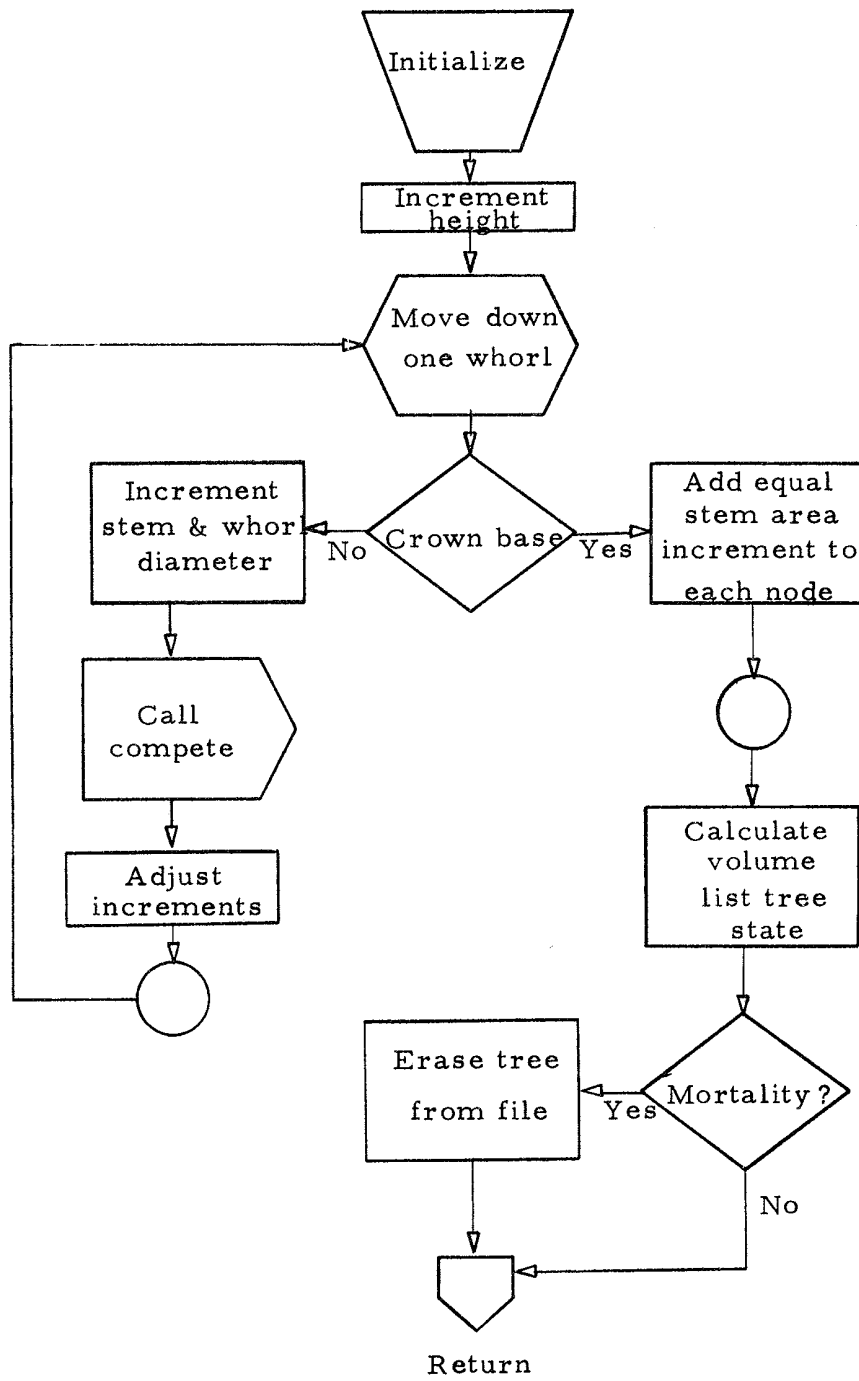 Initialize
Increment
height
Move down
one whorl
Increment
stem & whorl
diameter
No
Crown base
Yes
Add equal
stem area
increment to
each node
Call
compete
Adjust
increments
Calculate
volume
list tree
state
Erase tree
from file
Yes
Mortality?
No
Return